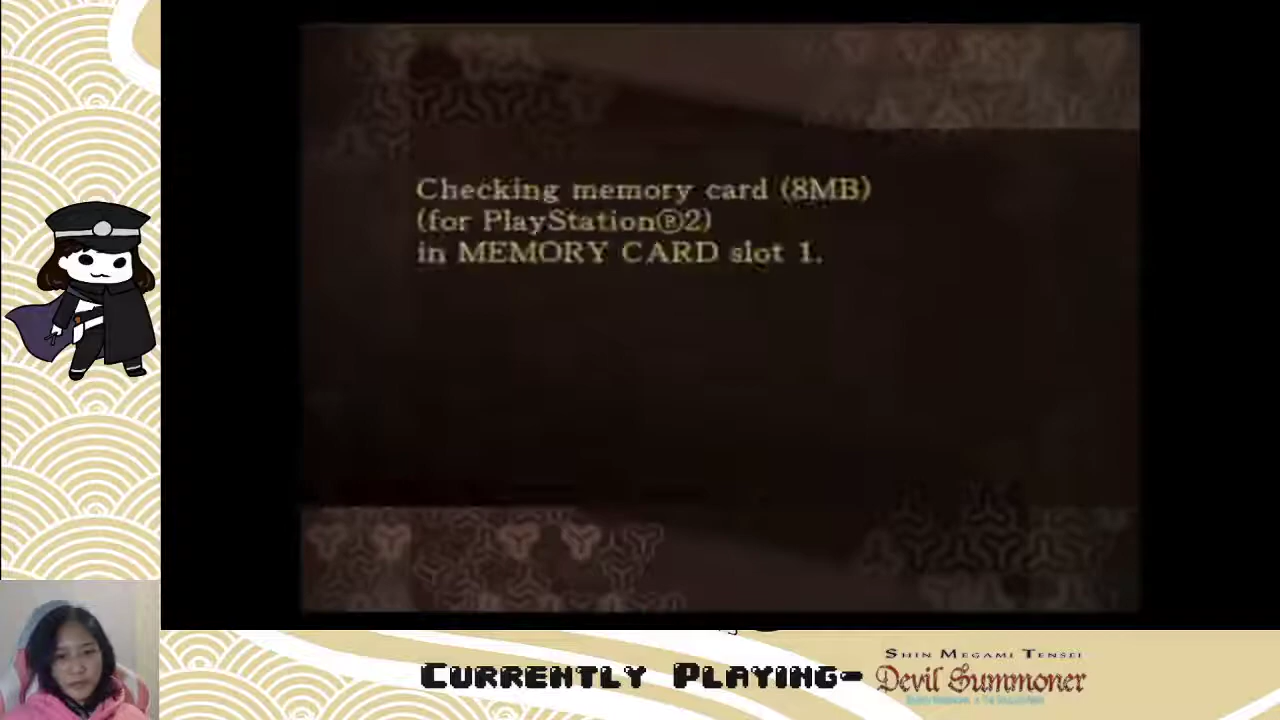 Checking memory card (8MB)
(for PlayStation®2)
in MEMORY CARD slot 1.
Currently Playing-
Shin Megami Tensei
Devil Summoner